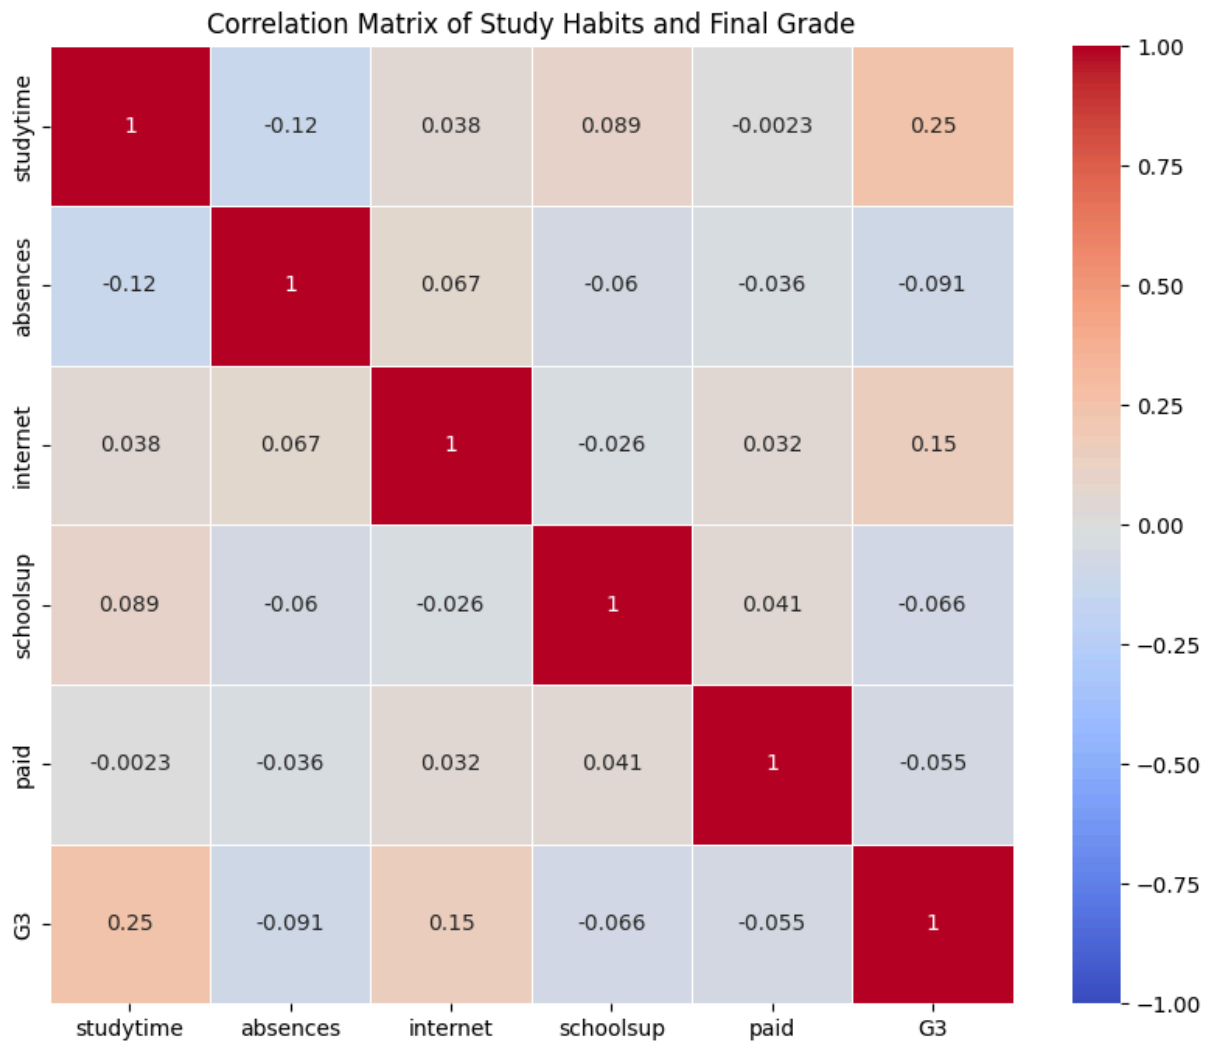 Correlation Matrix of Study Habits and Final Grade
studytime 1 -0.12 0.038 0.089 -0.0023 0.25
absences -0.12 1 0.067 -0.06 -0.036 -0.091
internet 0.038 0.067 1 -0.026 0.032 0.15
schoolsup 0.089 -0.06 -0.026 1 0.041 -0.066
paid -0.0023 -0.036 0.032 0.041 1 -0.055
G3 0.25 -0.091 0.15 -0.066 -0.055 1
studytime absences internet schoolsup paid G3
1.00
0.75
0.50
0.25
0.00
−0.25
−0.50
−0.75
−1.00